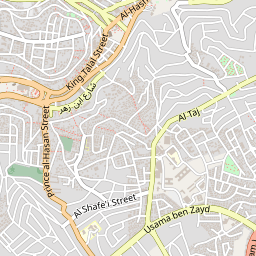 Al-Hash
King Talal Street
شارع ابن زهر
Al Taj
Prince al-Hasan Street
Al Shafe'i Street
Usama ben Zayd